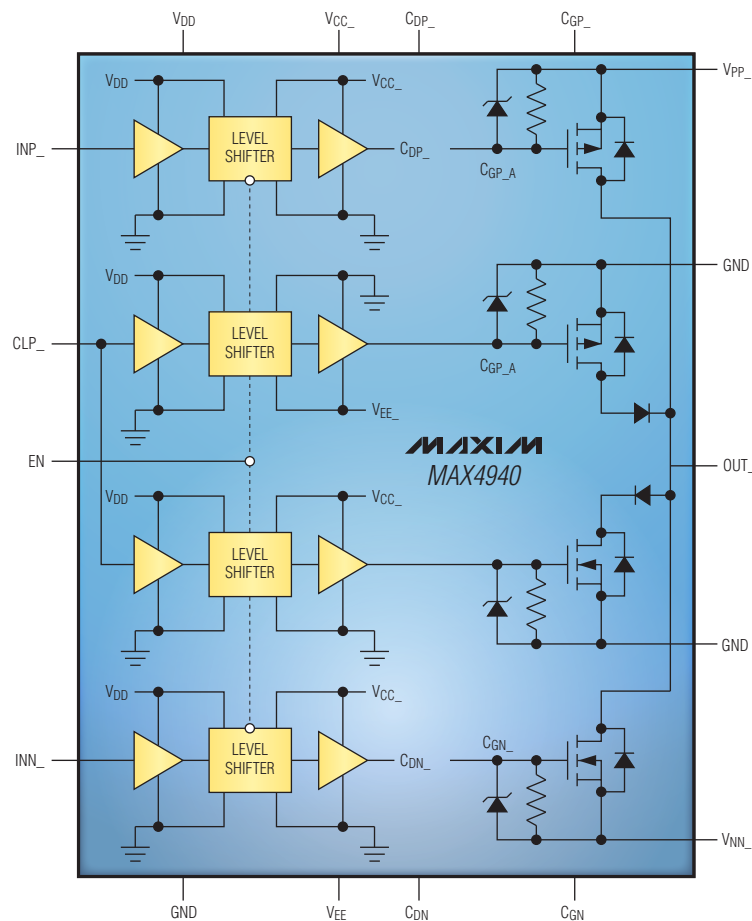 VDD VCC_ CDP_ CGP_
VDD VCC_ VPP_
INP_ LEVEL SHIFTER CDP_ CGP_A
VDD GND
CLP_ LEVEL SHIFTER CGP_A
VEE_
MAXIM
EN MAX4940 OUT_
VDD VCC_
LEVEL SHIFTER
GND
VDD VCC_
INN_ LEVEL SHIFTER CDN_ CGN_
VNN_
GND VEE CDN CGN